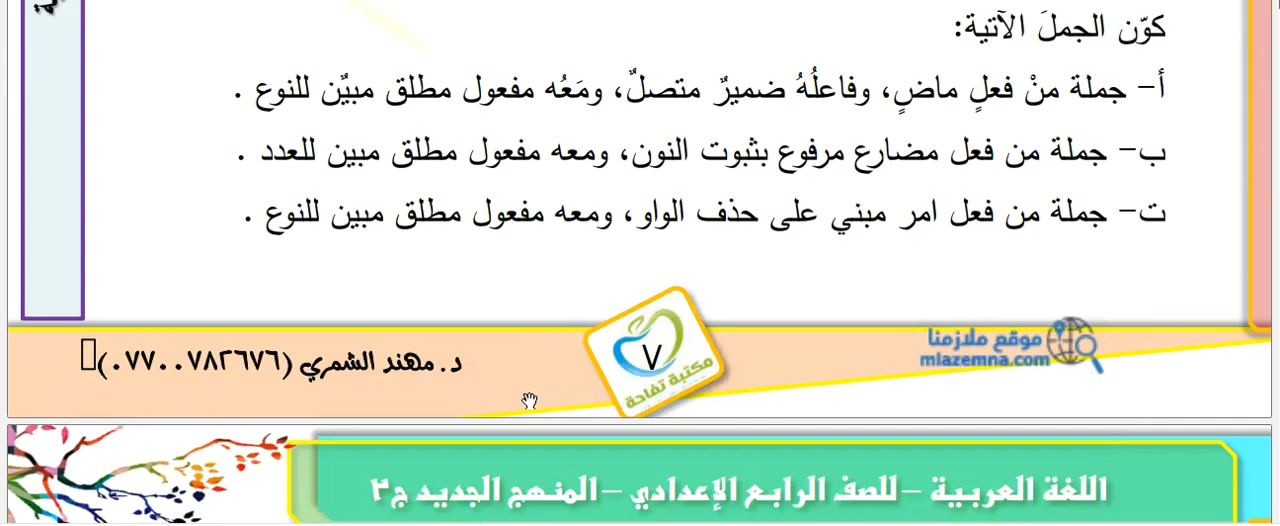 كوّن الجملَ الآتية:
أ- جملة منْ فعلٍ ماضٍ، وفاعلُهُ ضميرٌ متصلٌ، ومَعُه مفعول مطلق مبيٌن للنوع .
ب- جملة من فعل مضارع مرفوع بثبوت النون، ومعه مفعول مطلق مبين للعدد .
ت- جملة من فعل امر مبني على حذف الواو، ومعه مفعول مطلق مبين للنوع .
موقع ملازمنا
mlazemna.com
٧
مكتبة تفاحة
د. مهند الشمري (٠٧٧٠٠٧٨٢٦٧٦)
اللغة العربية -للصف الرابع الإعدادي -المنهج الجديد ج٢